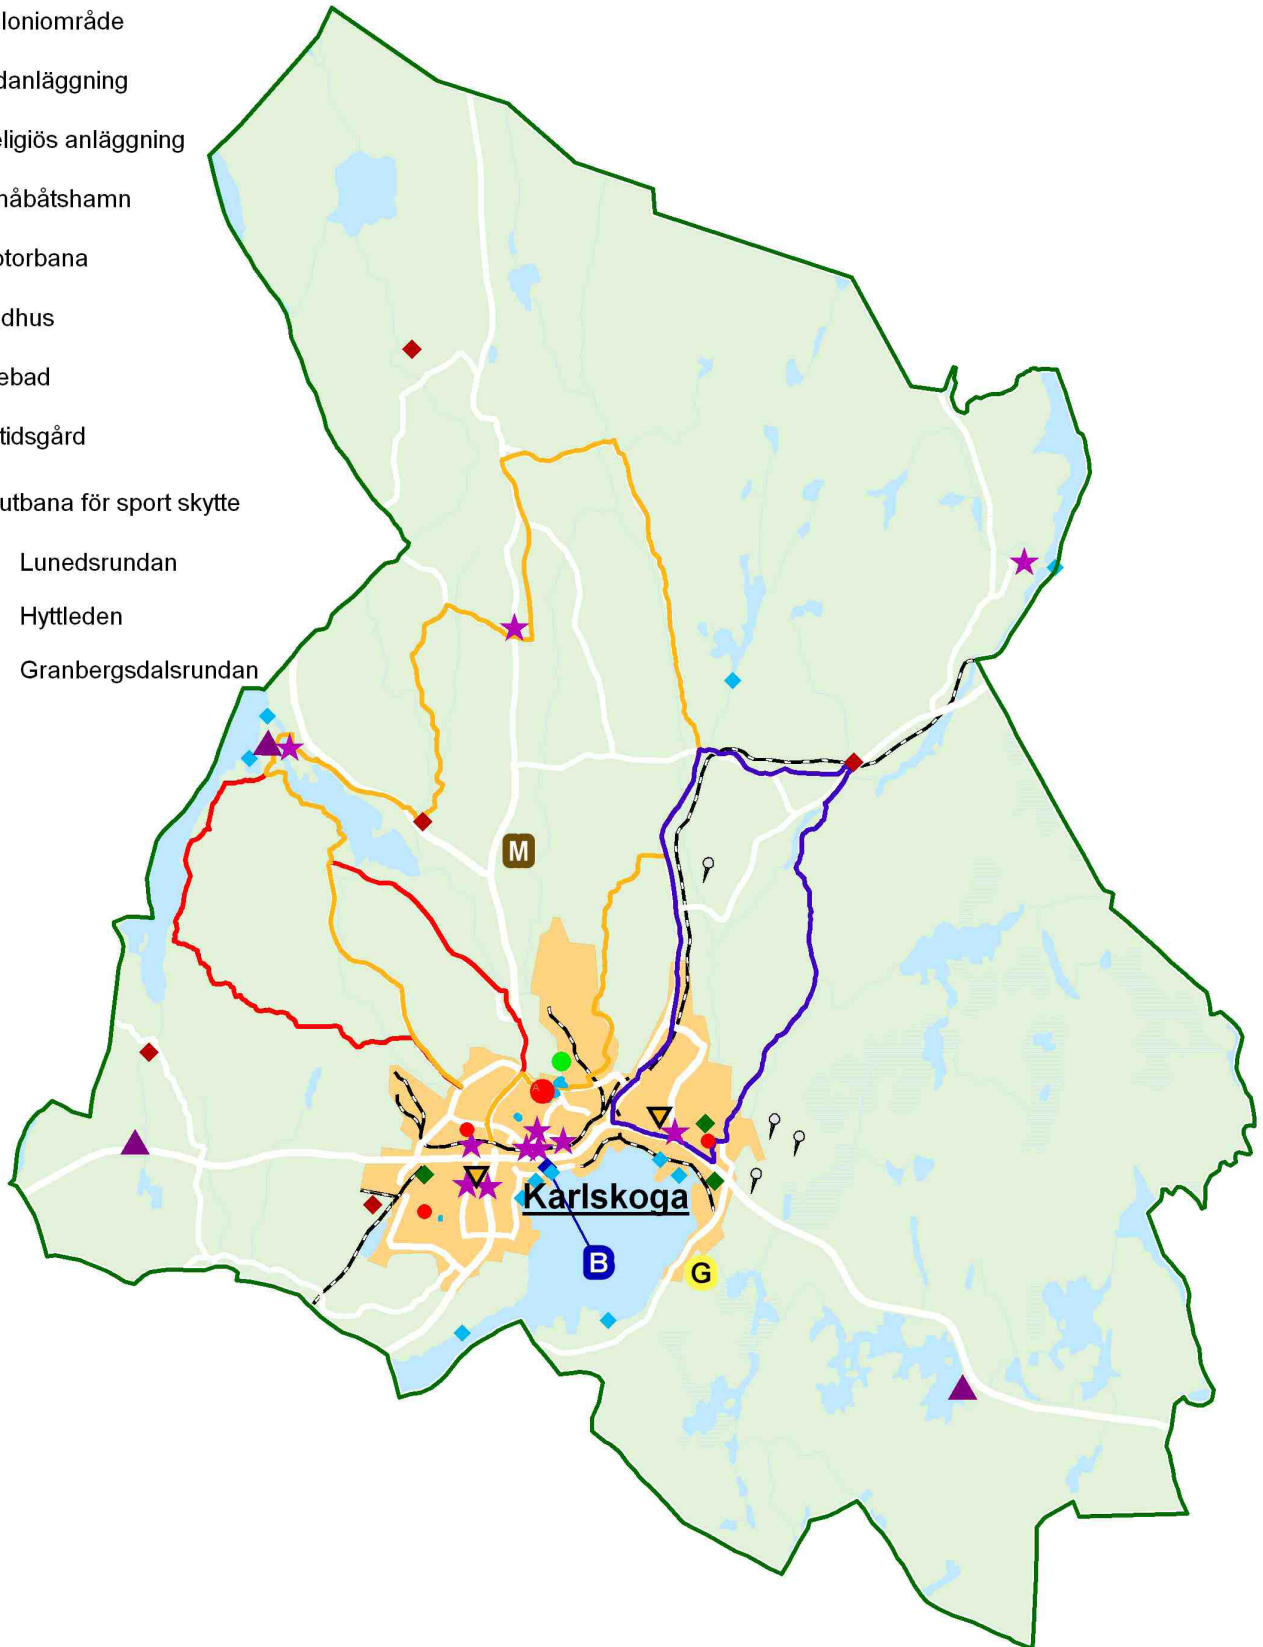 loniområde
danläggning
eligiös anläggning
nåbåtshamn
otorbana
dhus
ebad
tidsgård
utbana för sport skytte
Lunedsrundan
Hyttleden
Granbergsdalsrundan
M
A
Karlskoga
B
G